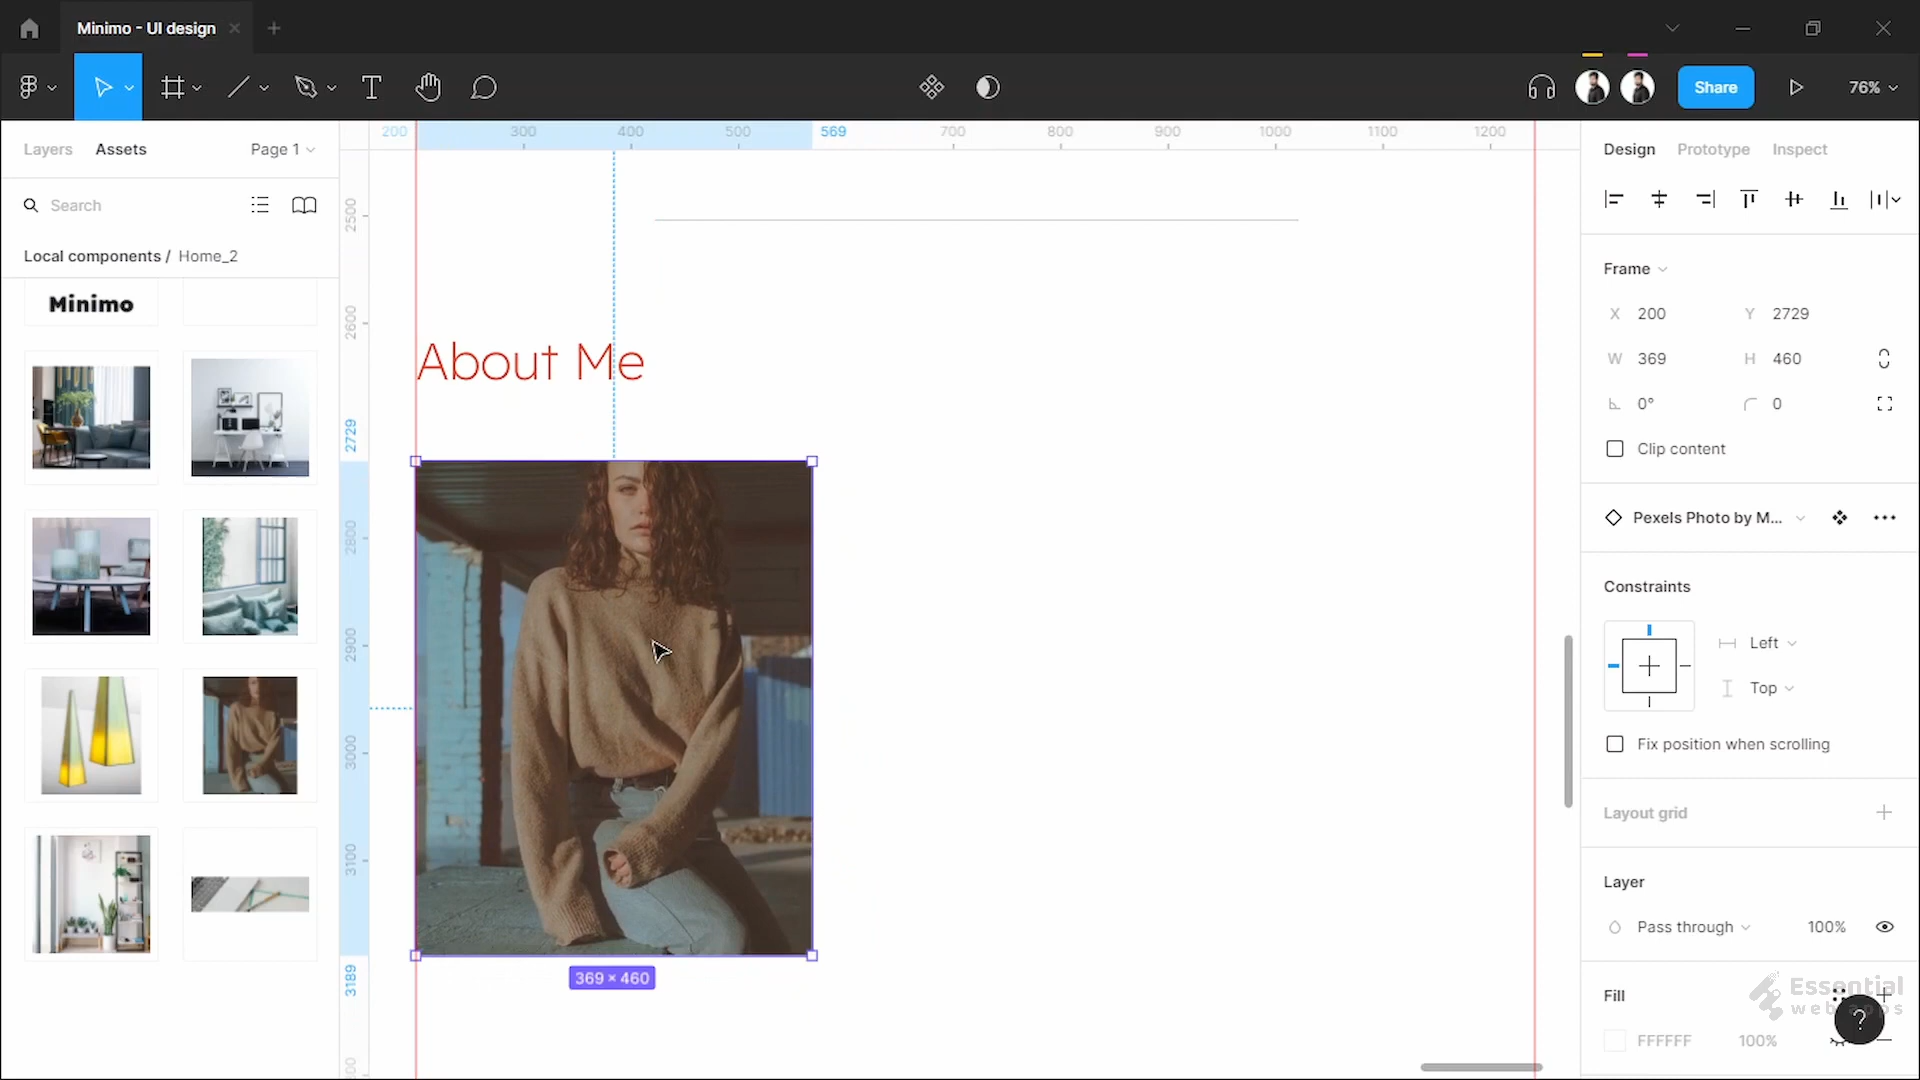 Minimo - UI design
Share
76%
Layers Assets Page 1
Search
Local components / Home_2
Minimo
200 300 400 500 569 700 800 900 1000 1100 1200
2500
2600
2729
2800
2900
3000
3100
3189
About Me
369 × 460
Design Prototype Inspect
Frame
X 200 Y 2729
W 369 H 460
0° 0
Clip content
Pexels Photo by M...
Constraints
Left
Top
Fix position when scrolling
Layout grid
Layer
Pass through 100%
Fill
FFFFFF 100%
Essential
web apps
?